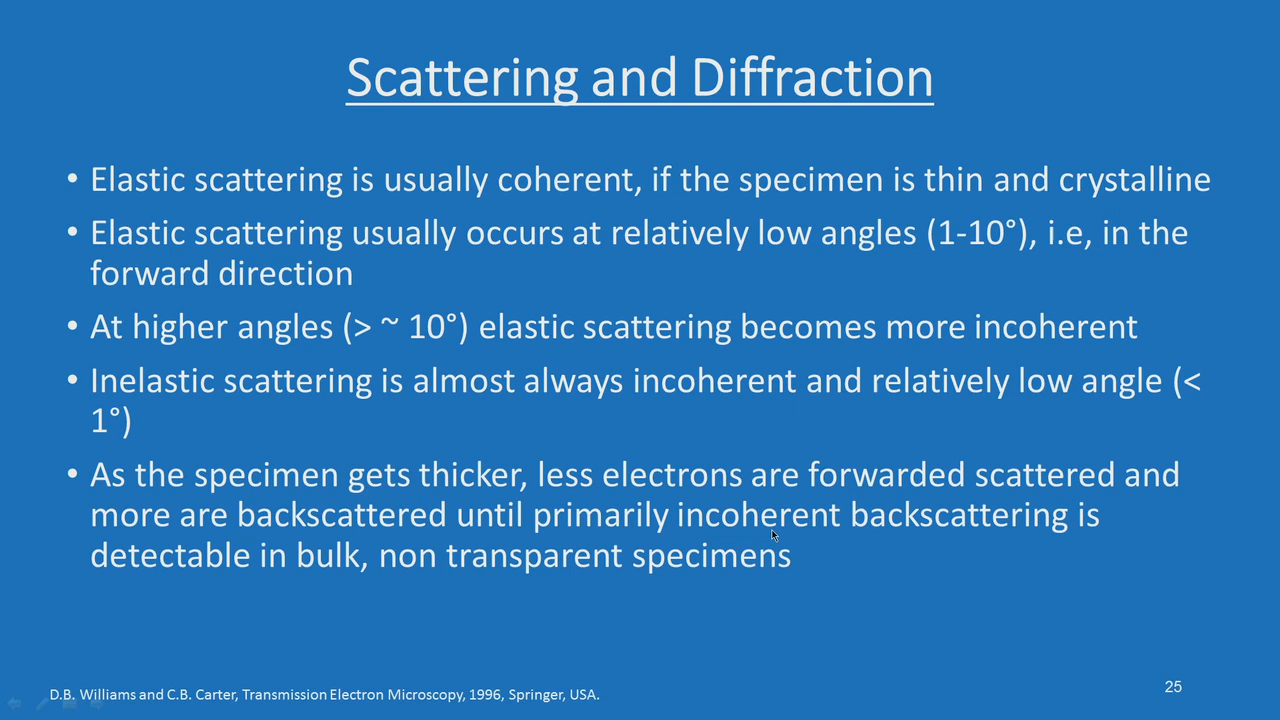 Scattering and Diffraction
• Elastic scattering is usually coherent, if the specimen is thin and crystalline
• Elastic scattering usually occurs at relatively low angles (1-10°), i.e, in the
forward direction
• At higher angles (> ~ 10°) elastic scattering becomes more incoherent
• Inelastic scattering is almost always incoherent and relatively low angle (<
1°)
• As the specimen gets thicker, less electrons are forwarded scattered and
more are backscattered until primarily incoherent backscattering is
detectable in bulk, non transparent specimens
D.B. Williams and C.B. Carter, Transmission Electron Microscopy, 1996, Springer, USA.
25